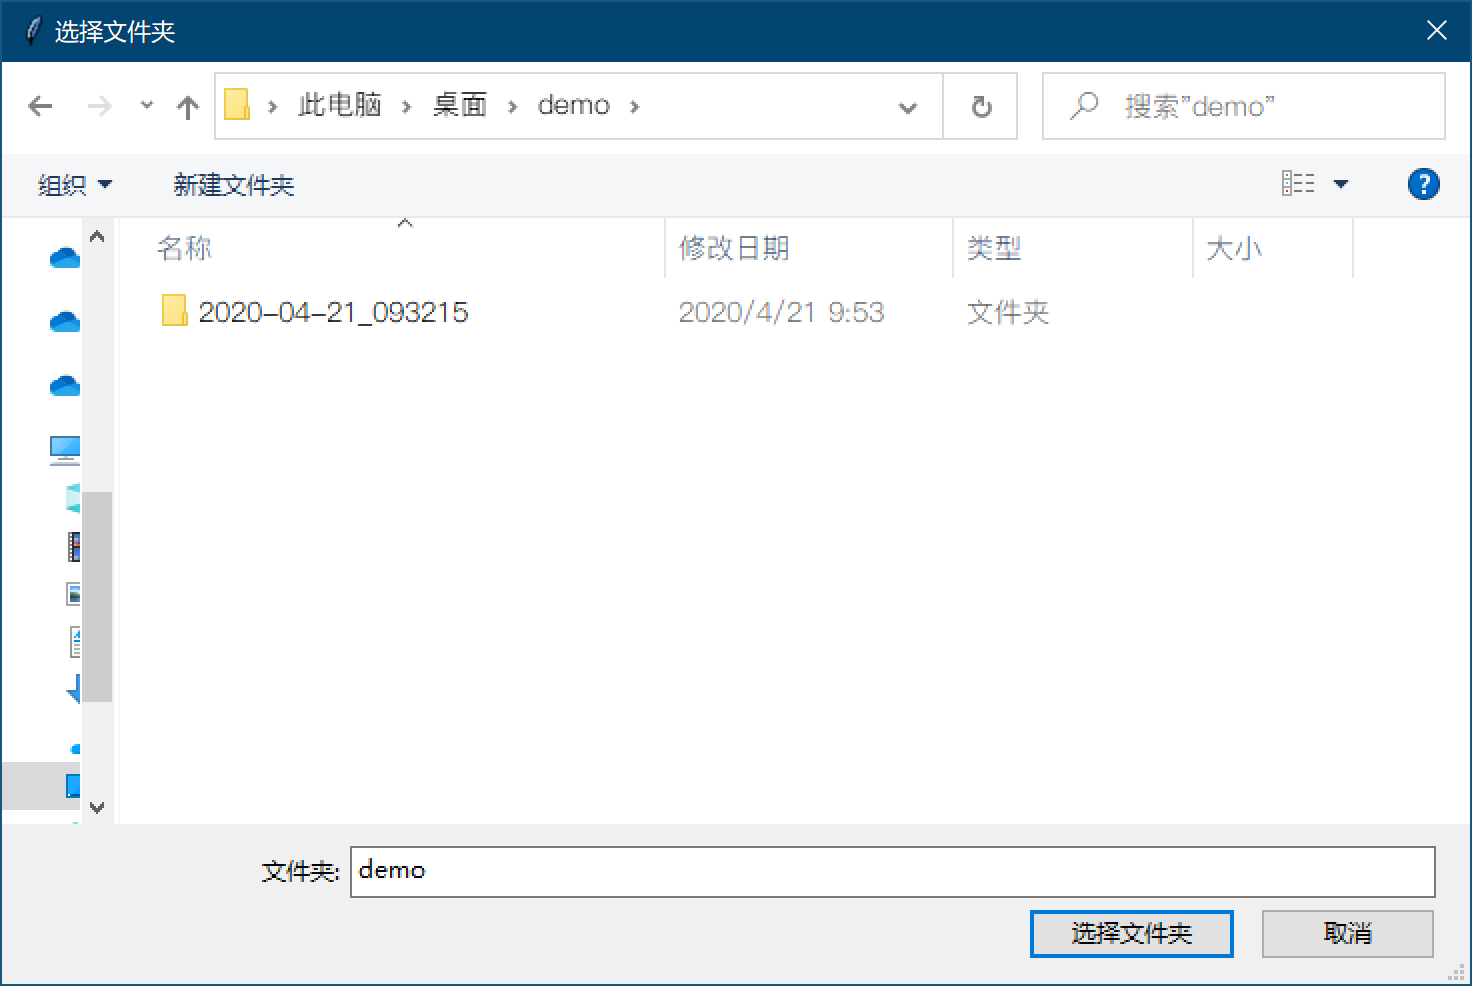 选择文件夹
此电脑 › 桌面 › demo ›
搜索"demo"
组织 新建文件夹
名称 修改日期 类型 大小
2020-04-21_093215 2020/4/21 9:53 文件夹
文件夹: demo
选择文件夹 取消